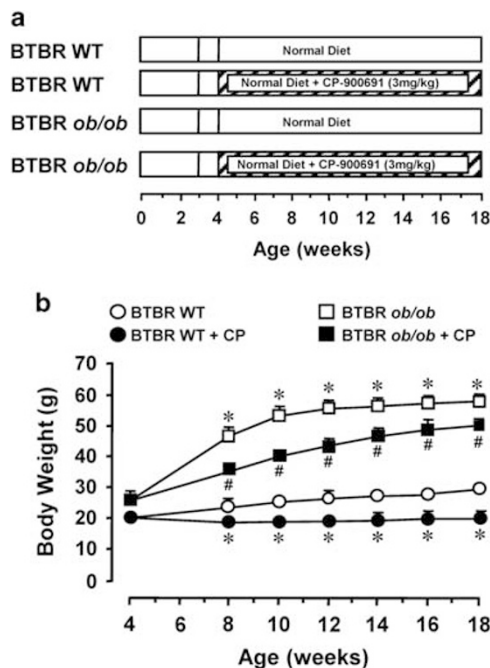 a
BTBR WT Normal Diet
BTBR WT Normal Diet + CP-900691 (3mg/kg)
BTBR ob/ob Normal Diet
BTBR ob/ob Normal Diet + CP-900691 (3mg/kg)
0 2 4 6 8 10 12 14 16 18
Age (weeks)
b
BTBR WT BTBR ob/ob
BTBR WT + CP BTBR ob/ob + CP
Body Weight (g)
70
60
50
40
30
20
10
0
* * * * * *
# # # # # #
* * * * * *
4 6 8 10 12 14 16 18
Age (weeks)